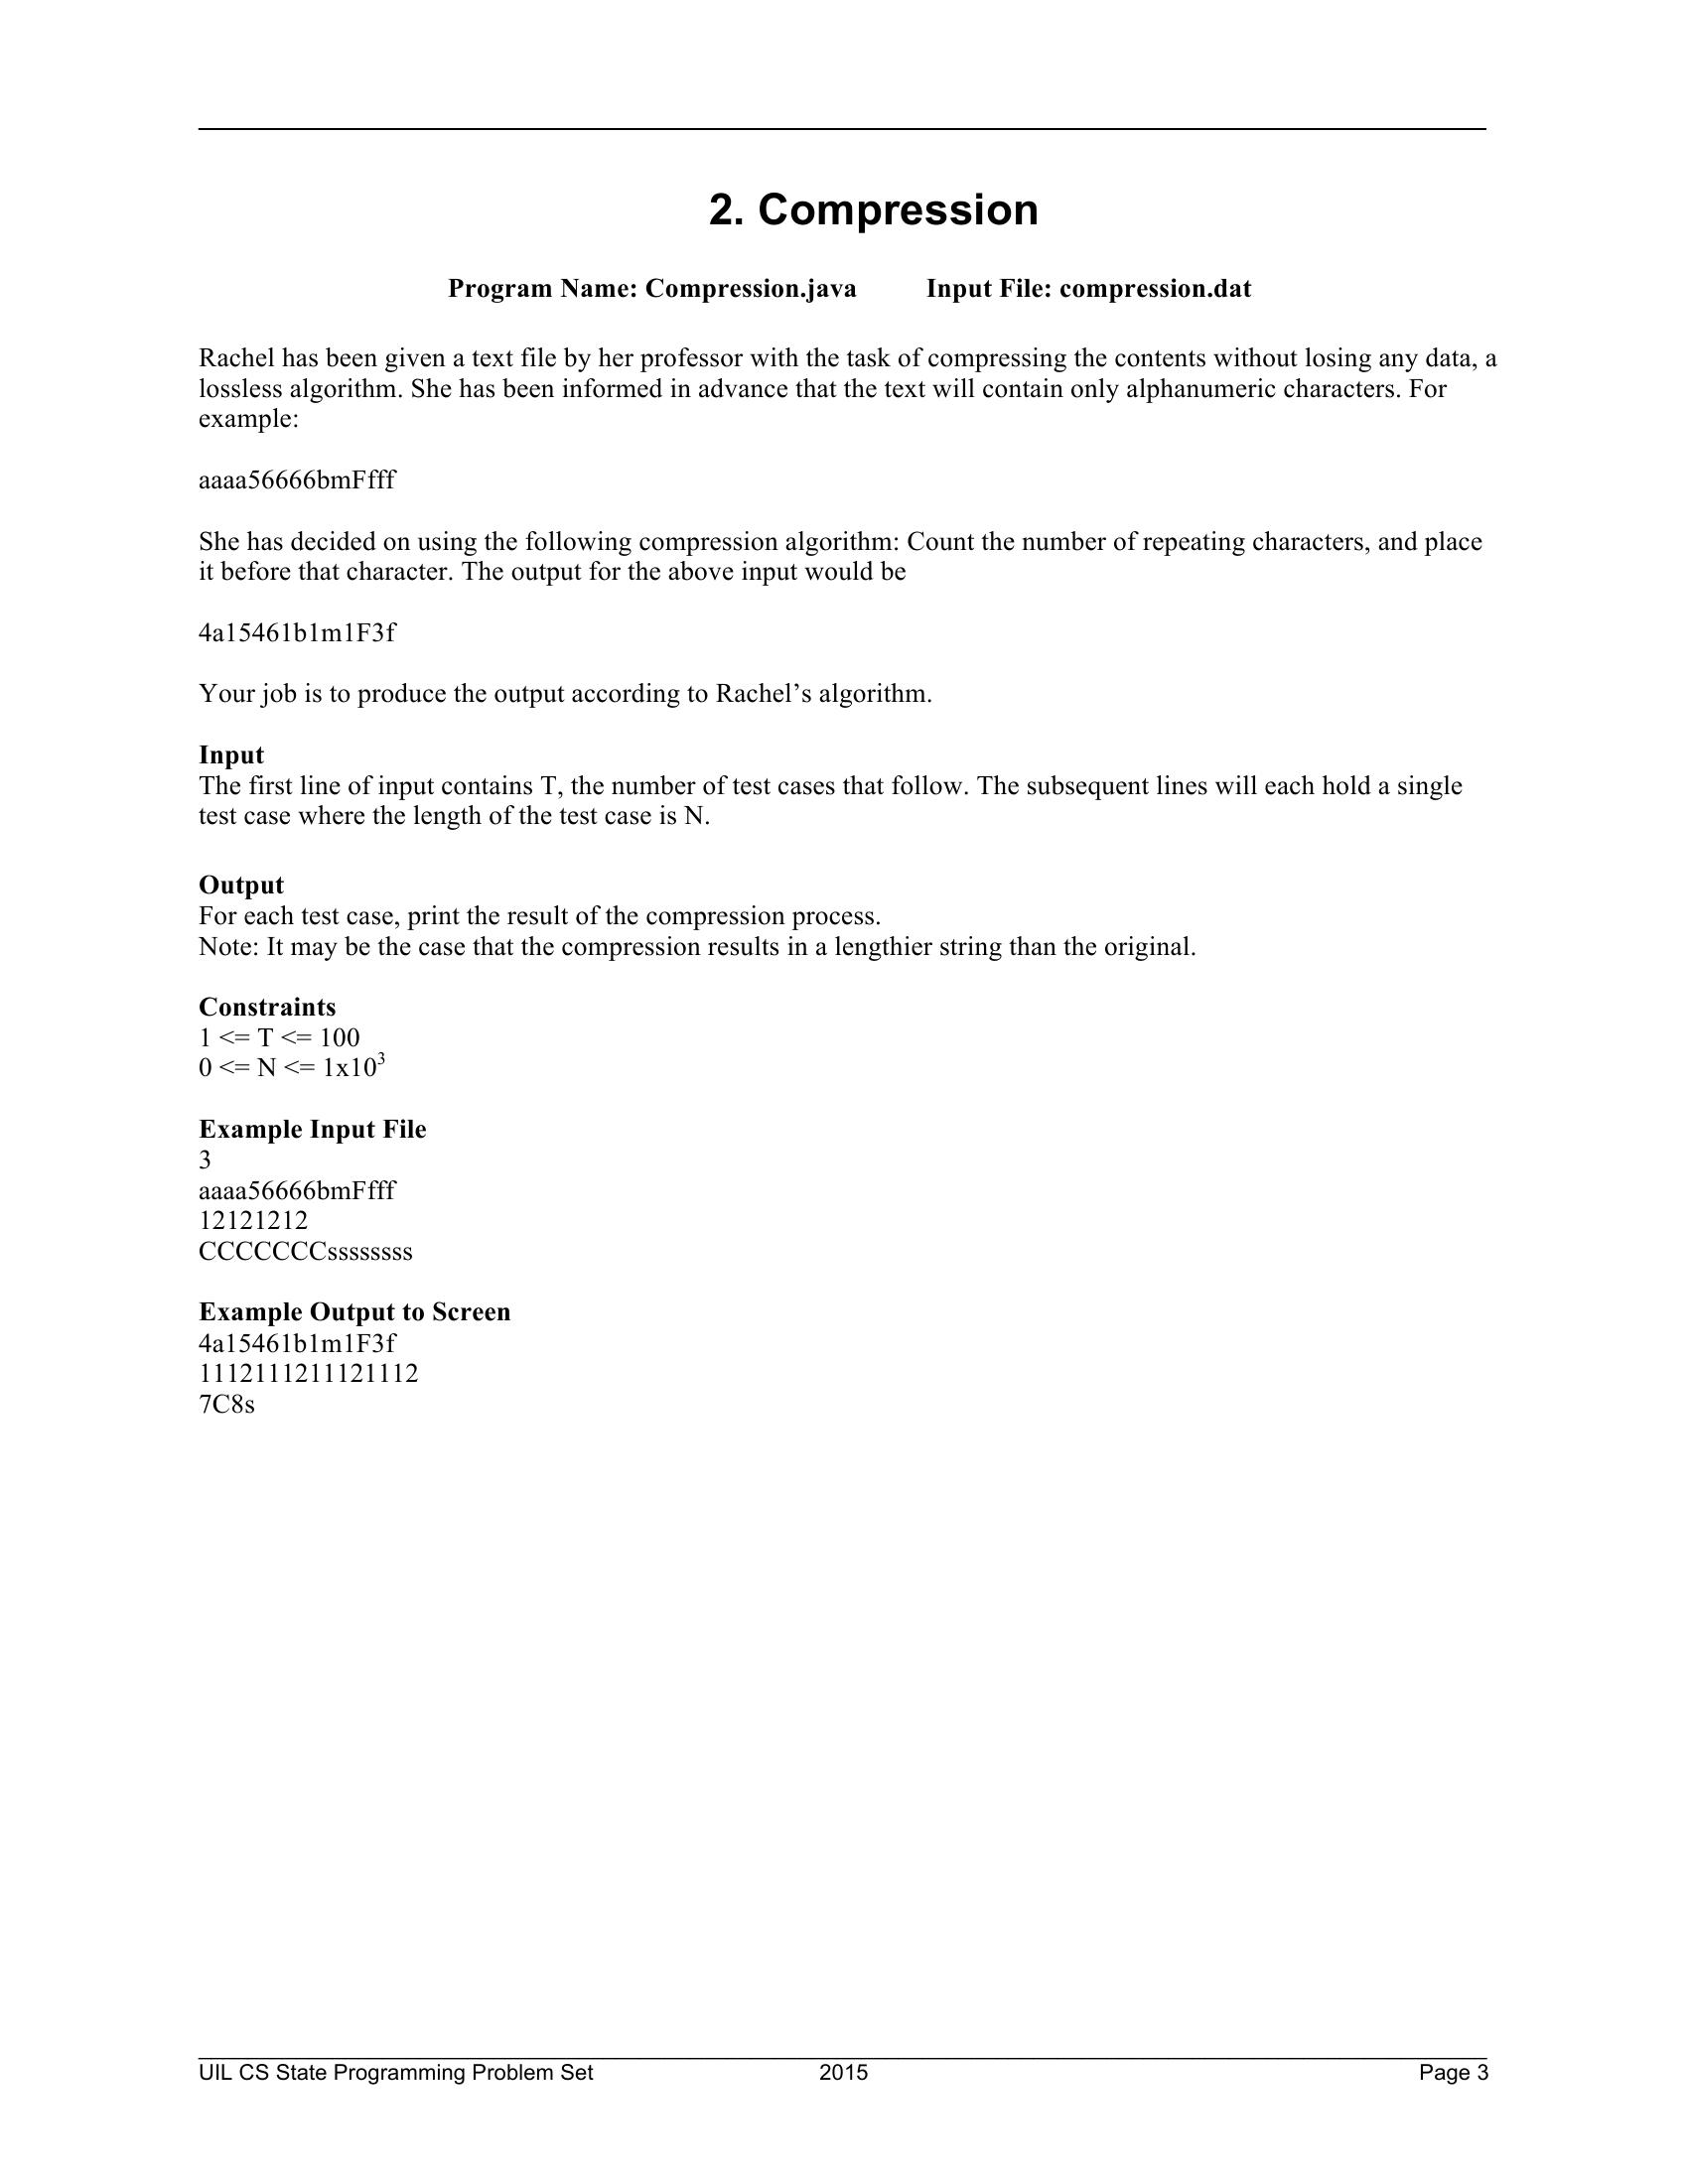 2. Compression
Program Name: Compression.java Input File: compression.dat
Rachel has been given a text file by her professor with the task of compressing the contents without losing any data, a
lossless algorithm. She has been informed in advance that the text will contain only alphanumeric characters. For
example:
aaaa56666bmFfff
She has decided on using the following compression algorithm: Count the number of repeating characters, and place
it before that character. The output for the above input would be
4a15461b1m1F3f
Your job is to produce the output according to Rachel’s algorithm.
Input
The first line of input contains T, the number of test cases that follow. The subsequent lines will each hold a single
test case where the length of the test case is N.
Output
For each test case, print the result of the compression process.
Note: It may be the case that the compression results in a lengthier string than the original.
Constraints
1 <= T <= 100
0 <= N <= 1x10³
Example Input File
3
aaaa56666bmFfff
12121212
CCCCCCCssssssss
Example Output to Screen
4a15461b1m1F3f
1112111211121112
7C8s
UIL CS State Programming Problem Set 2015 Page 3